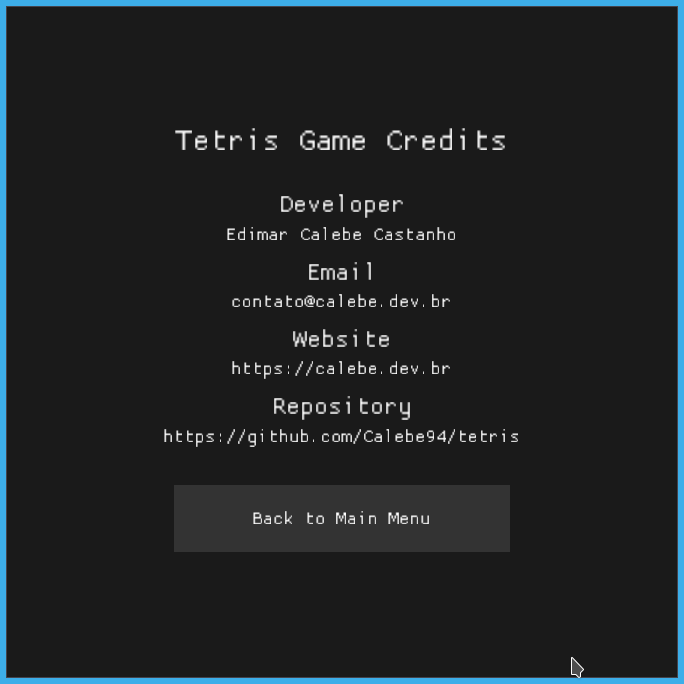 Tetris Game Credits
Developer
Edimar Calebe Castanho
Email
contato@calebe.dev.br
Website
https://calebe.dev.br
Repository
https://github.com/Calebe94/tetris
Back to Main Menu